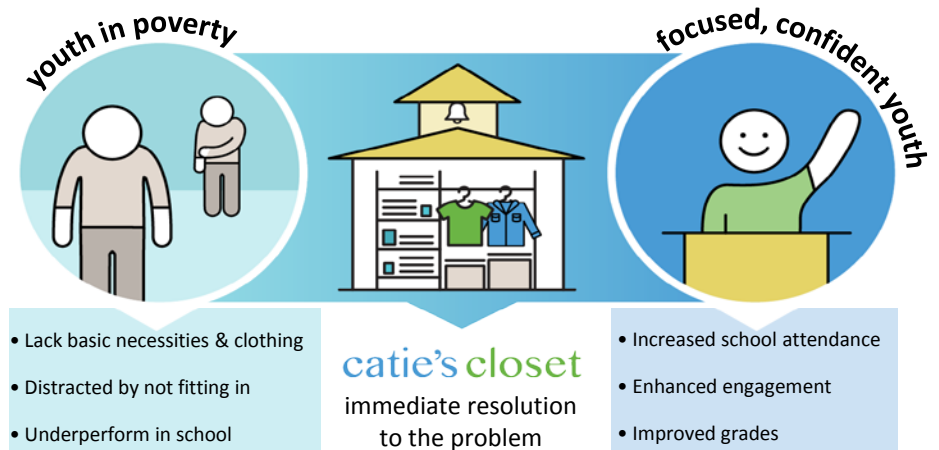 youth in poverty
focused, confident youth
• Lack basic necessities & clothing
• Distracted by not fitting in
• Underperform in school
catie's closet
immediate resolution
to the problem
• Increased school attendance
• Enhanced engagement
• Improved grades